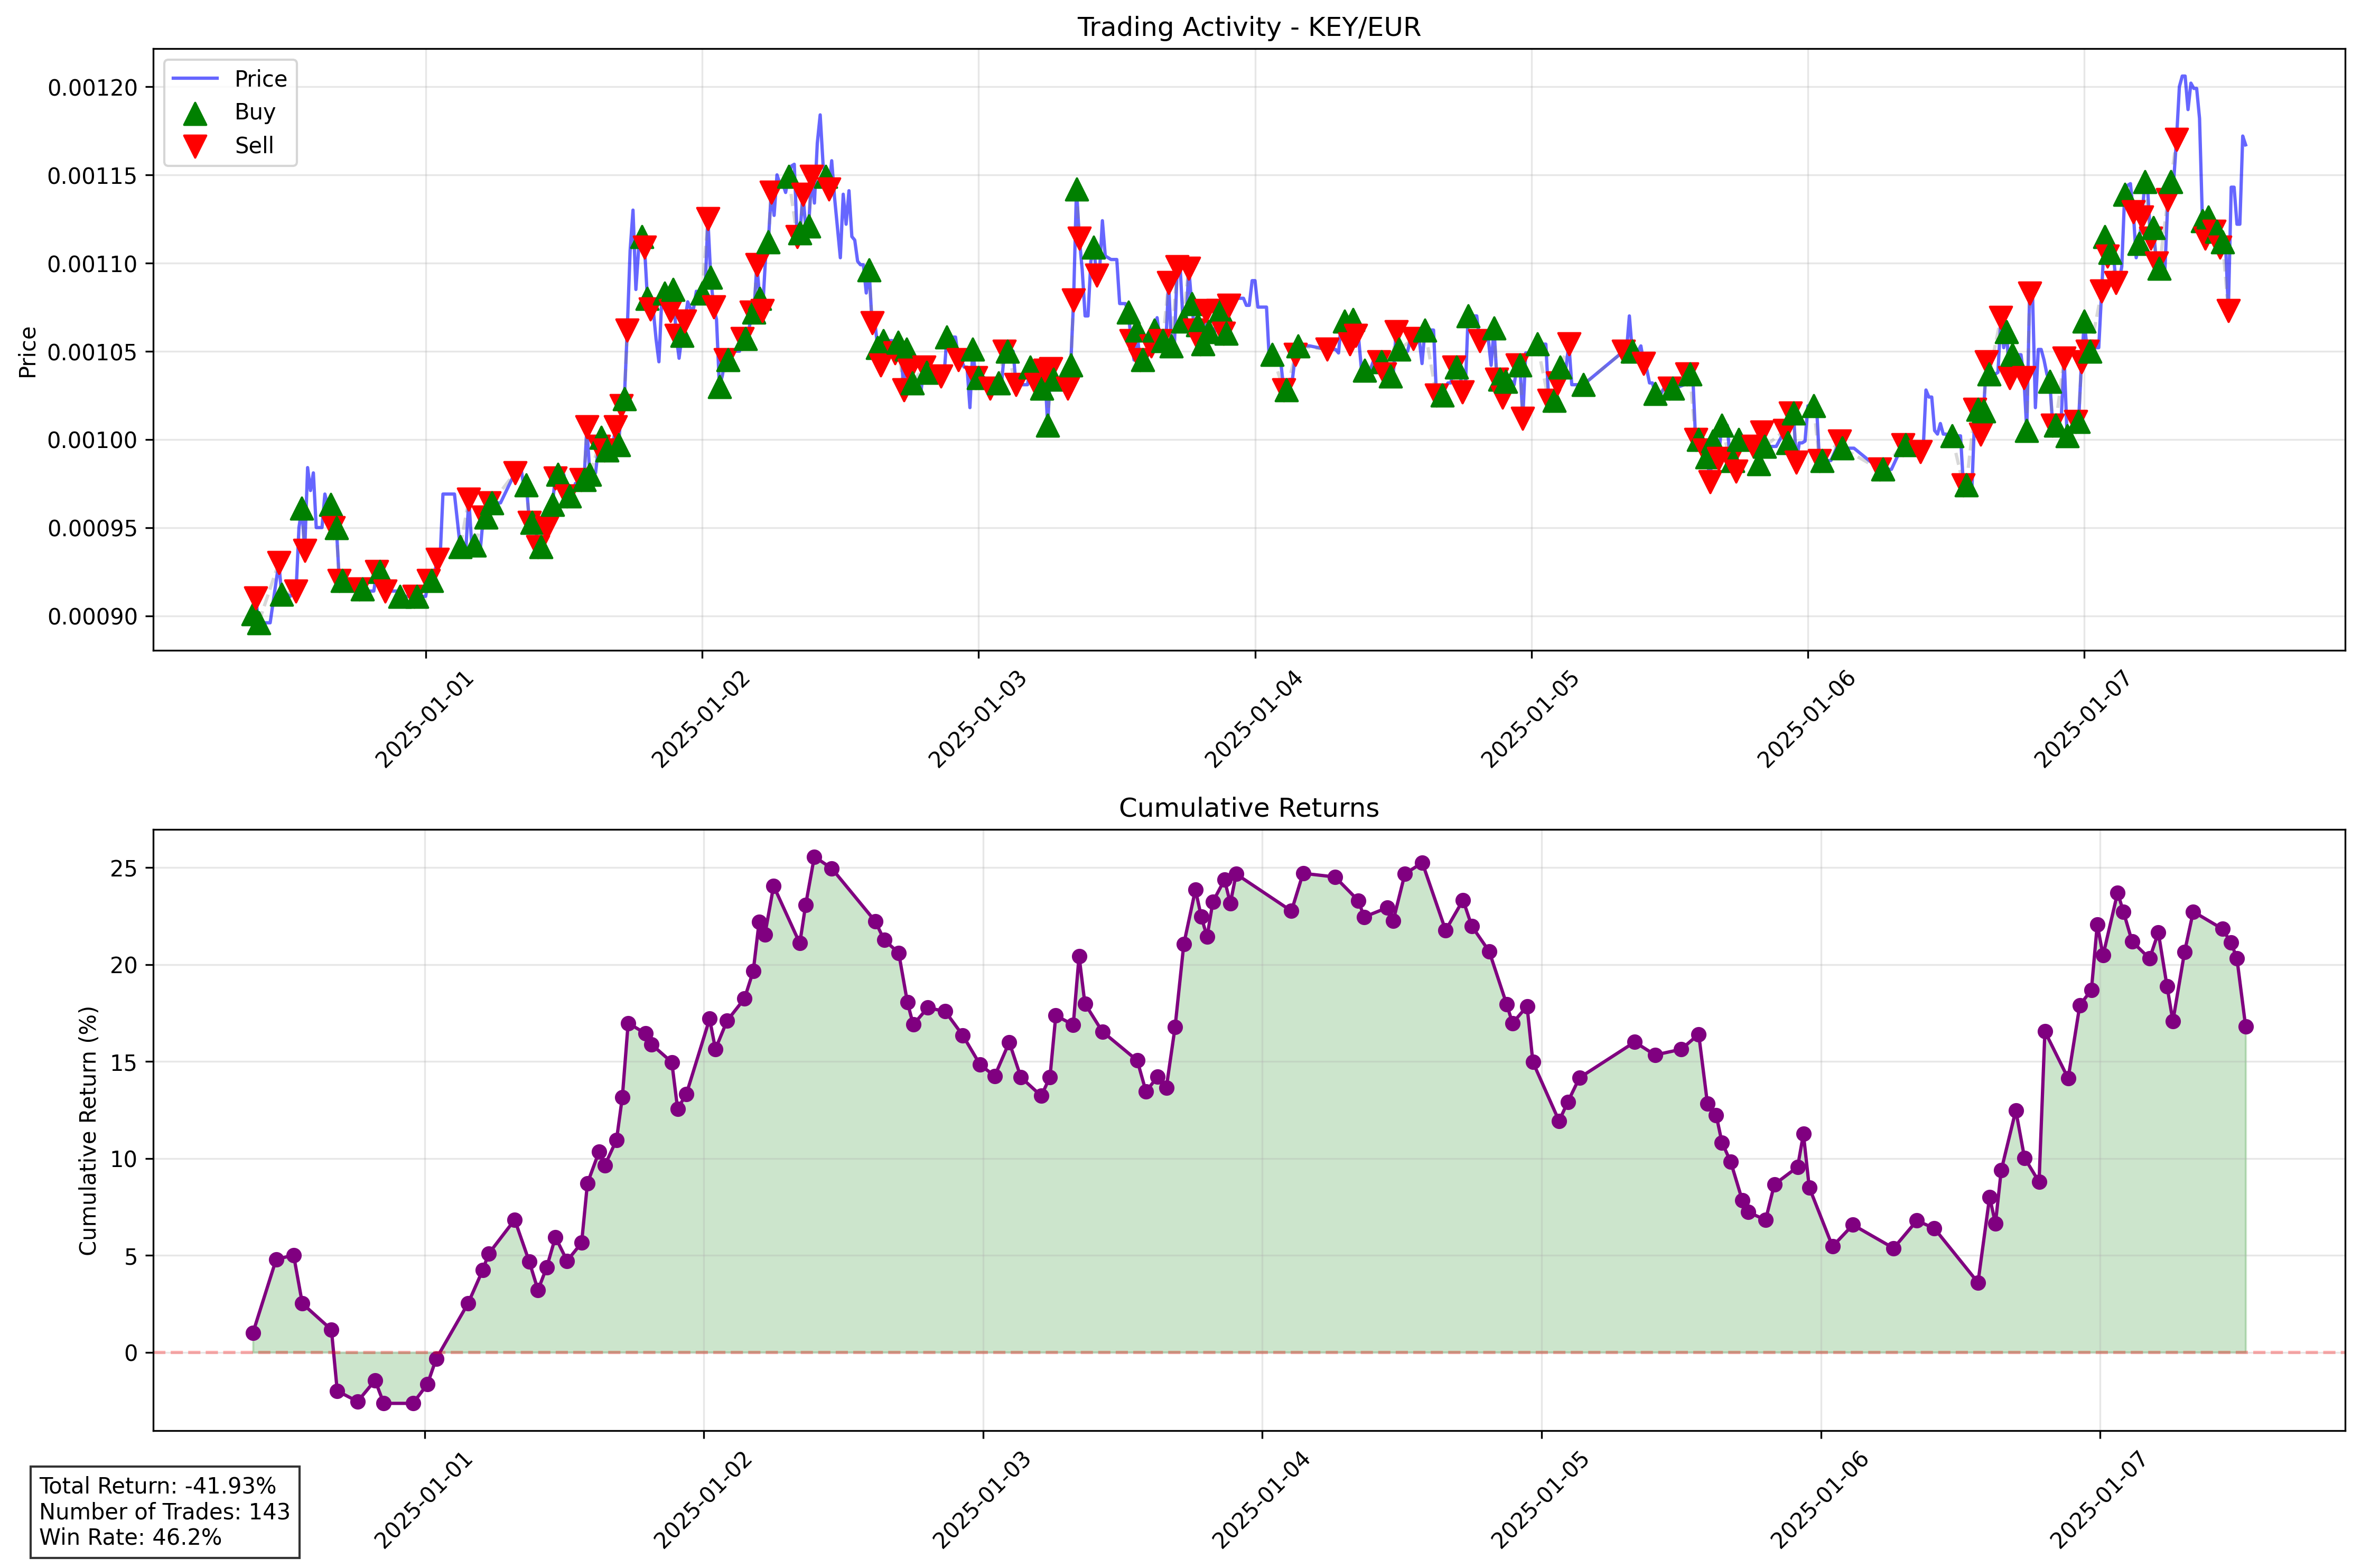 Trading Activity - KEY/EUR
Price
Buy
Sell
0.00120
0.00115
0.00110
0.00105
0.00100
0.00095
0.00090
Price
2025-01-01
2025-01-02
2025-01-03
2025-01-04
2025-01-05
2025-01-06
2025-01-07
Cumulative Returns
25
20
15
10
5
0
Cumulative Return (%)
2025-01-01
2025-01-02
2025-01-03
2025-01-04
2025-01-05
2025-01-06
2025-01-07
Total Return: -41.93%
Number of Trades: 143
Win Rate: 46.2%